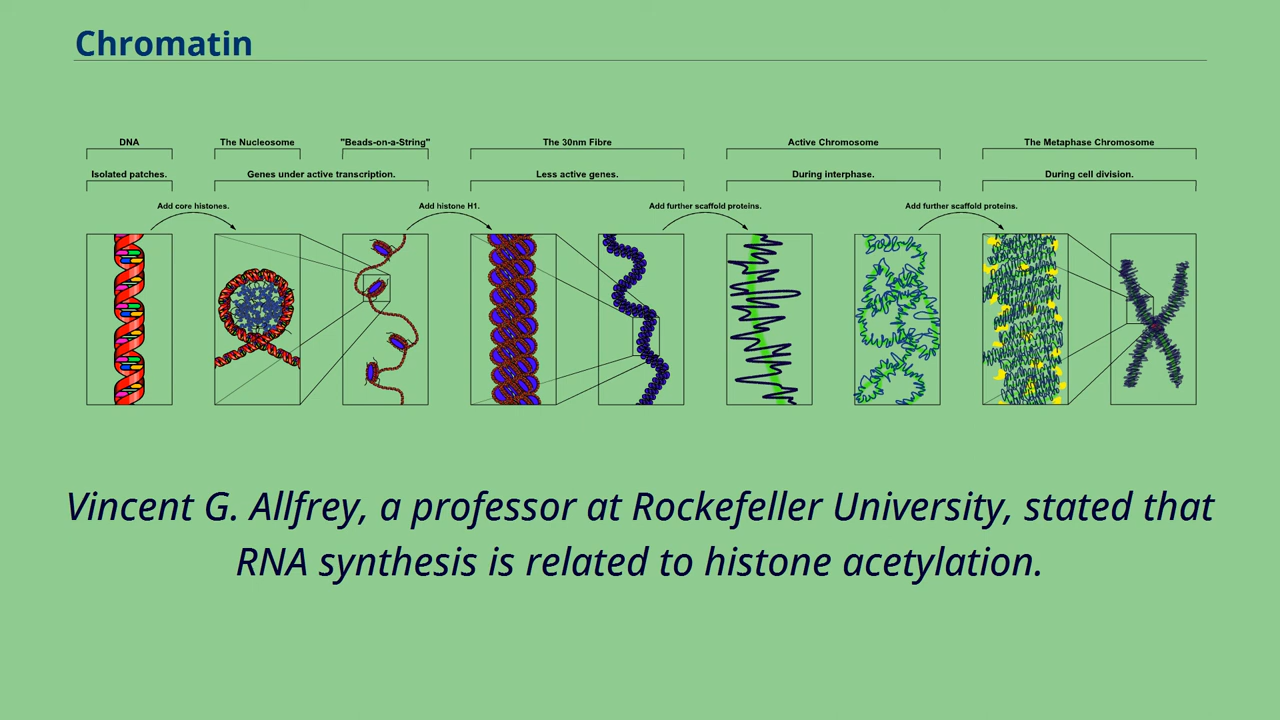 Chromatin
DNA
The Nucleosome
"Beads-on-a-String"
The 30nm Fibre
Active Chromosome
The Metaphase Chromosome
Isolated patches.
Genes under active transcription.
Less active genes.
During interphase.
During cell division.
Add core histones.
Add histone H1.
Add further scaffold proteins.
Add further scaffold proteins.
Vincent G. Allfrey, a professor at Rockefeller University, stated that
RNA synthesis is related to histone acetylation.